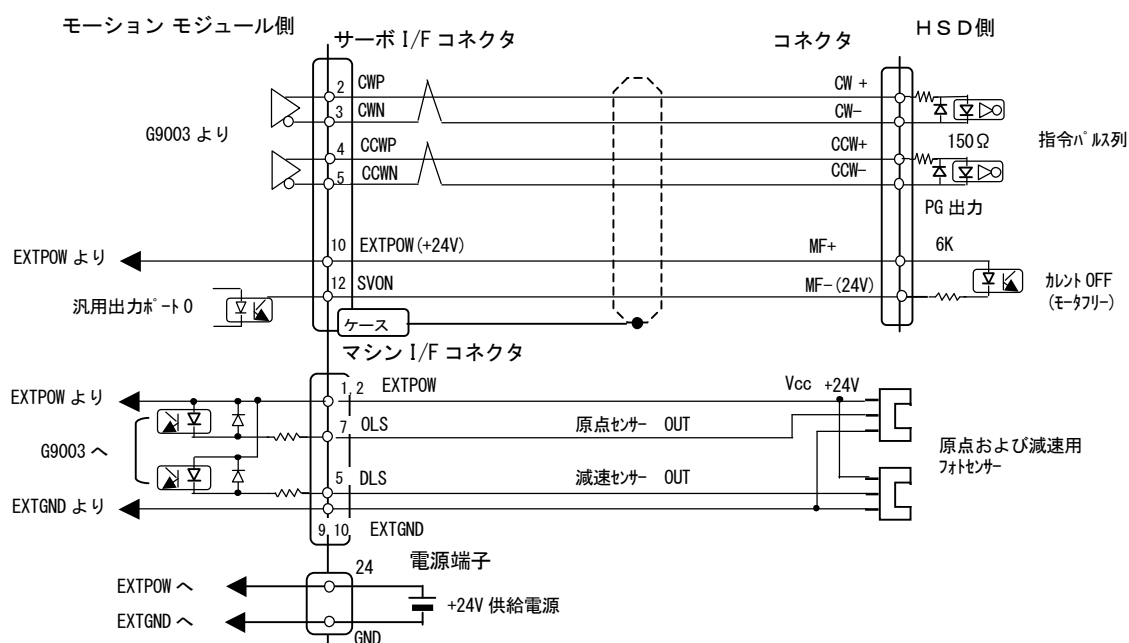 モーション モジュール側
HSD側
サーボ I/F コネクタ
コネクタ
2 CWP CW +
3 CWN CW-
G9003 より
150Ω
指令パルス列
4 CCWP CCW+
5 CCWN CCW-
PG 出力
EXTPOW より
10 EXTPOW(+24V) MF+ 6K
12 SVON MF-(24V)
汎用出力ポート0
カレント OFF
(モータフリー)
ケース
マシン I/F コネクタ
EXTPOW より
1, 2 EXTPOW Vcc +24V
7 OLS 原点センサー OUT
G9003 へ
原点および減速用
フォトセンサー
5 DLS 減速センサー OUT
EXTGND より
9, 10 EXTGND
電源端子
24
EXTPOW へ
+24V 供給電源
EXTGND へ
GND